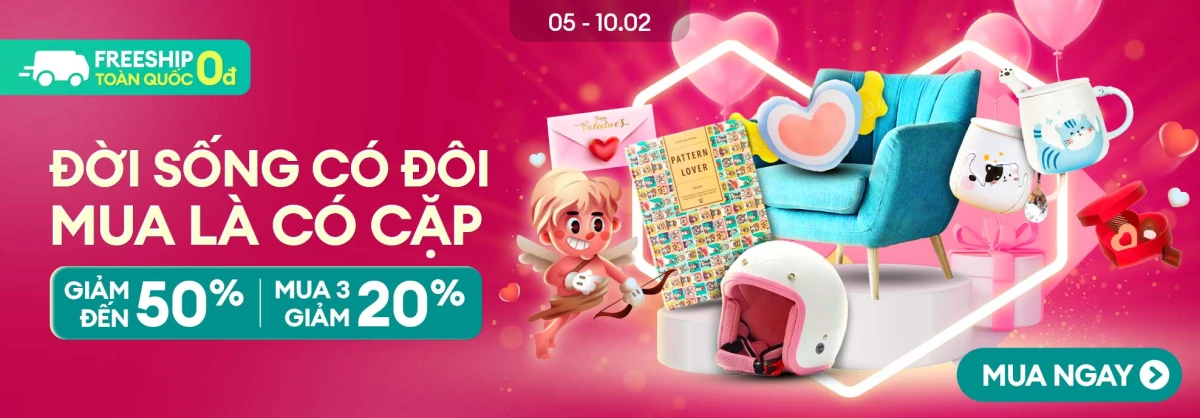 05 - 10.02
FREESHIP
TOÀN QUỐC 0đ
ĐỜI SỐNG CÓ ĐÔI
MUA LÀ CÓ CẶP
GIẢM ĐẾN 50%
MUA 3 GIẢM 20%
Happy
Valentine's
PATTERN
LOVER
MUA NGAY